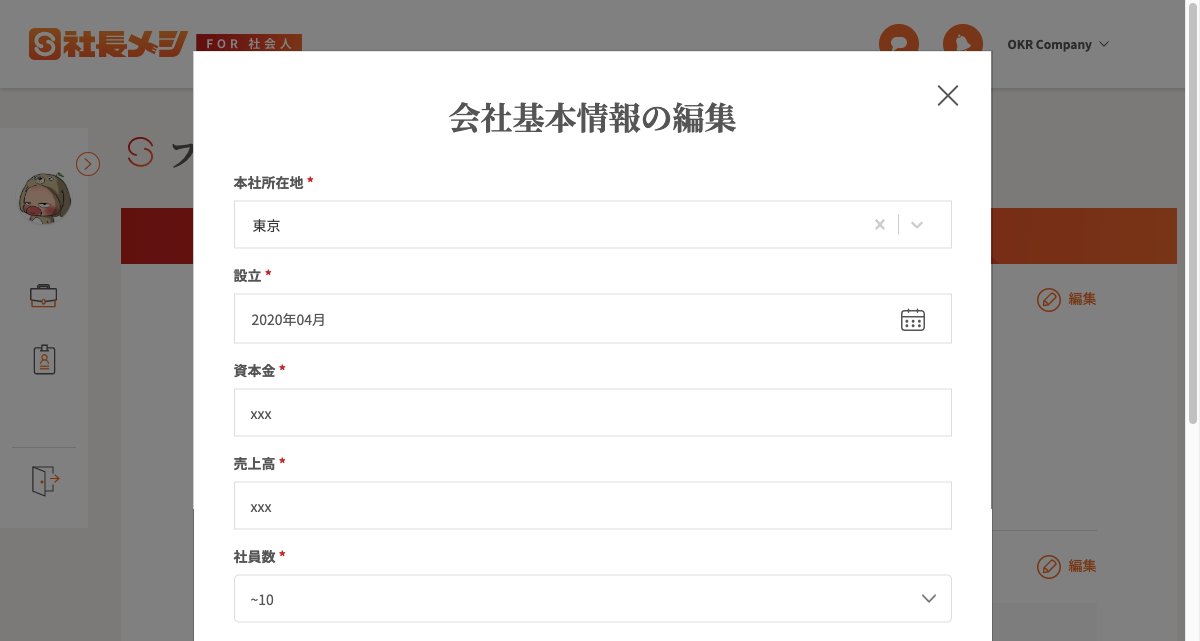 社長メシ
FOR 社会人
OKR Company
会社基本情報の編集
本社所在地 *
東京
設立 *
2020年04月
編集
資本金 *
xxx
売上高 *
xxx
社員数 *
編集
~10